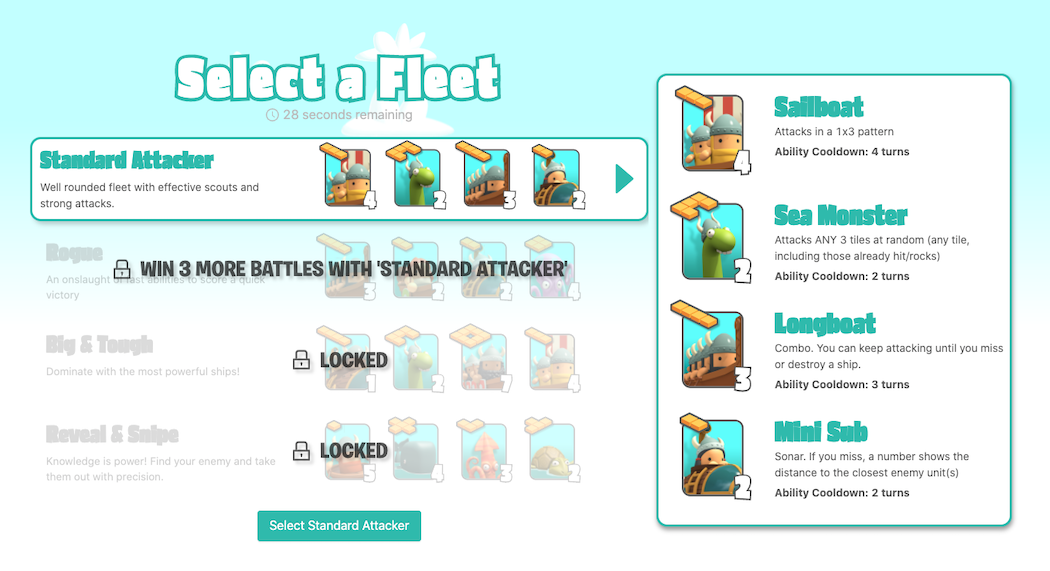 Select a Fleet
28 seconds remaining
Standard Attacker
Well rounded fleet with effective scouts and
strong attacks.
4
2
3
2
Rogue
An onslaught of fast abilities to score a quick
victory
WIN 3 MORE BATTLES WITH 'STANDARD ATTACKER'
3
2
2
4
Big & Tough
Dominate with the most powerful ships!
LOCKED
1
2
7
4
Reveal & Snipe
Knowledge is power! Find your enemy and take
them out with precision.
LOCKED
5
4
3
2
Select Standard Attacker
Sailboat
Attacks in a 1x3 pattern
Ability Cooldown: 4 turns
4
Sea Monster
Attacks ANY 3 tiles at random (any tile,
including those already hit/rocks)
Ability Cooldown: 2 turns
2
Longboat
Combo. You can keep attacking until you miss
or destroy a ship.
Ability Cooldown: 3 turns
3
Mini Sub
Sonar. If you miss, a number shows the
distance to the closest enemy unit(s)
Ability Cooldown: 2 turns
2